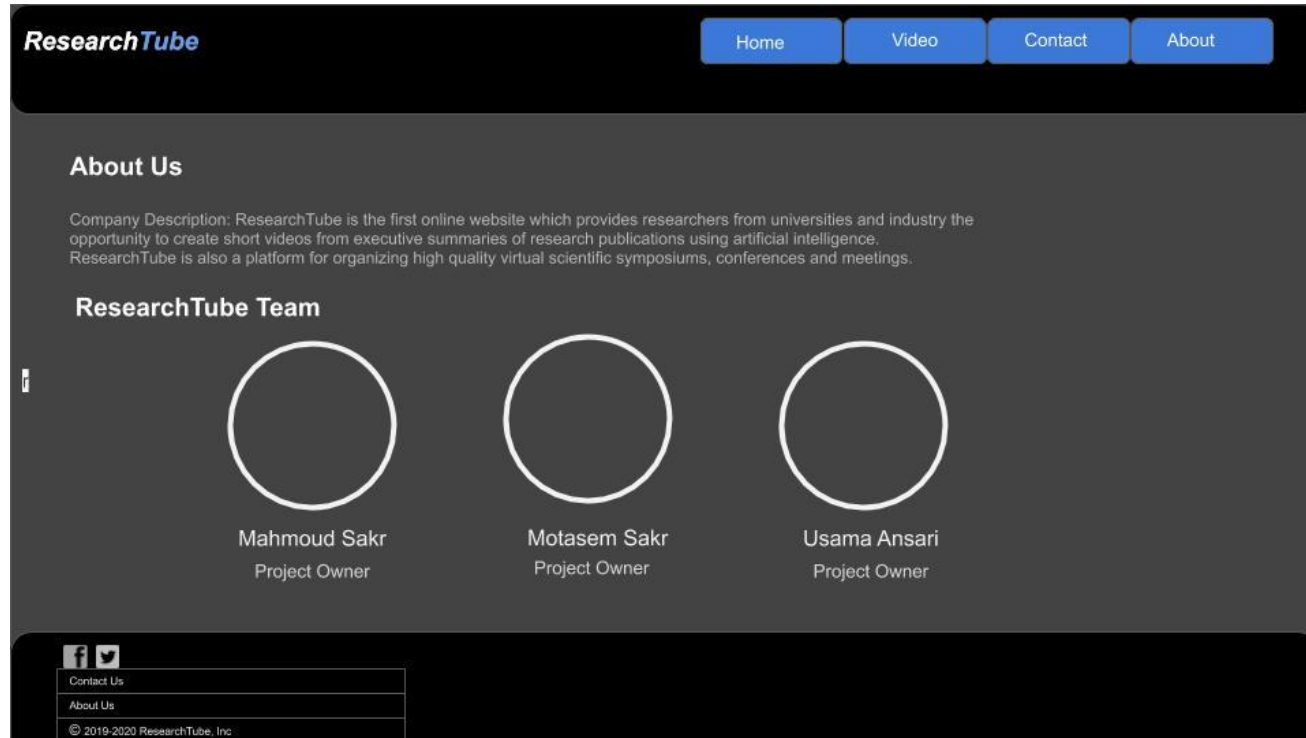 ResearchTube
Home Video Contact About
About Us
Company Description: ResearchTube is the first online website which provides researchers from universities and industry the
opportunity to create short videos from executive summaries of research publications using artificial intelligence.
ResearchTube is also a platform for organizing high quality virtual scientific symposiums, conferences and meetings.
ResearchTube Team
r
Mahmoud Sakr Motasem Sakr Usama Ansari
Project Owner Project Owner Project Owner
f
Contact Us
About Us
© 2019-2020 ResearchTube, Inc